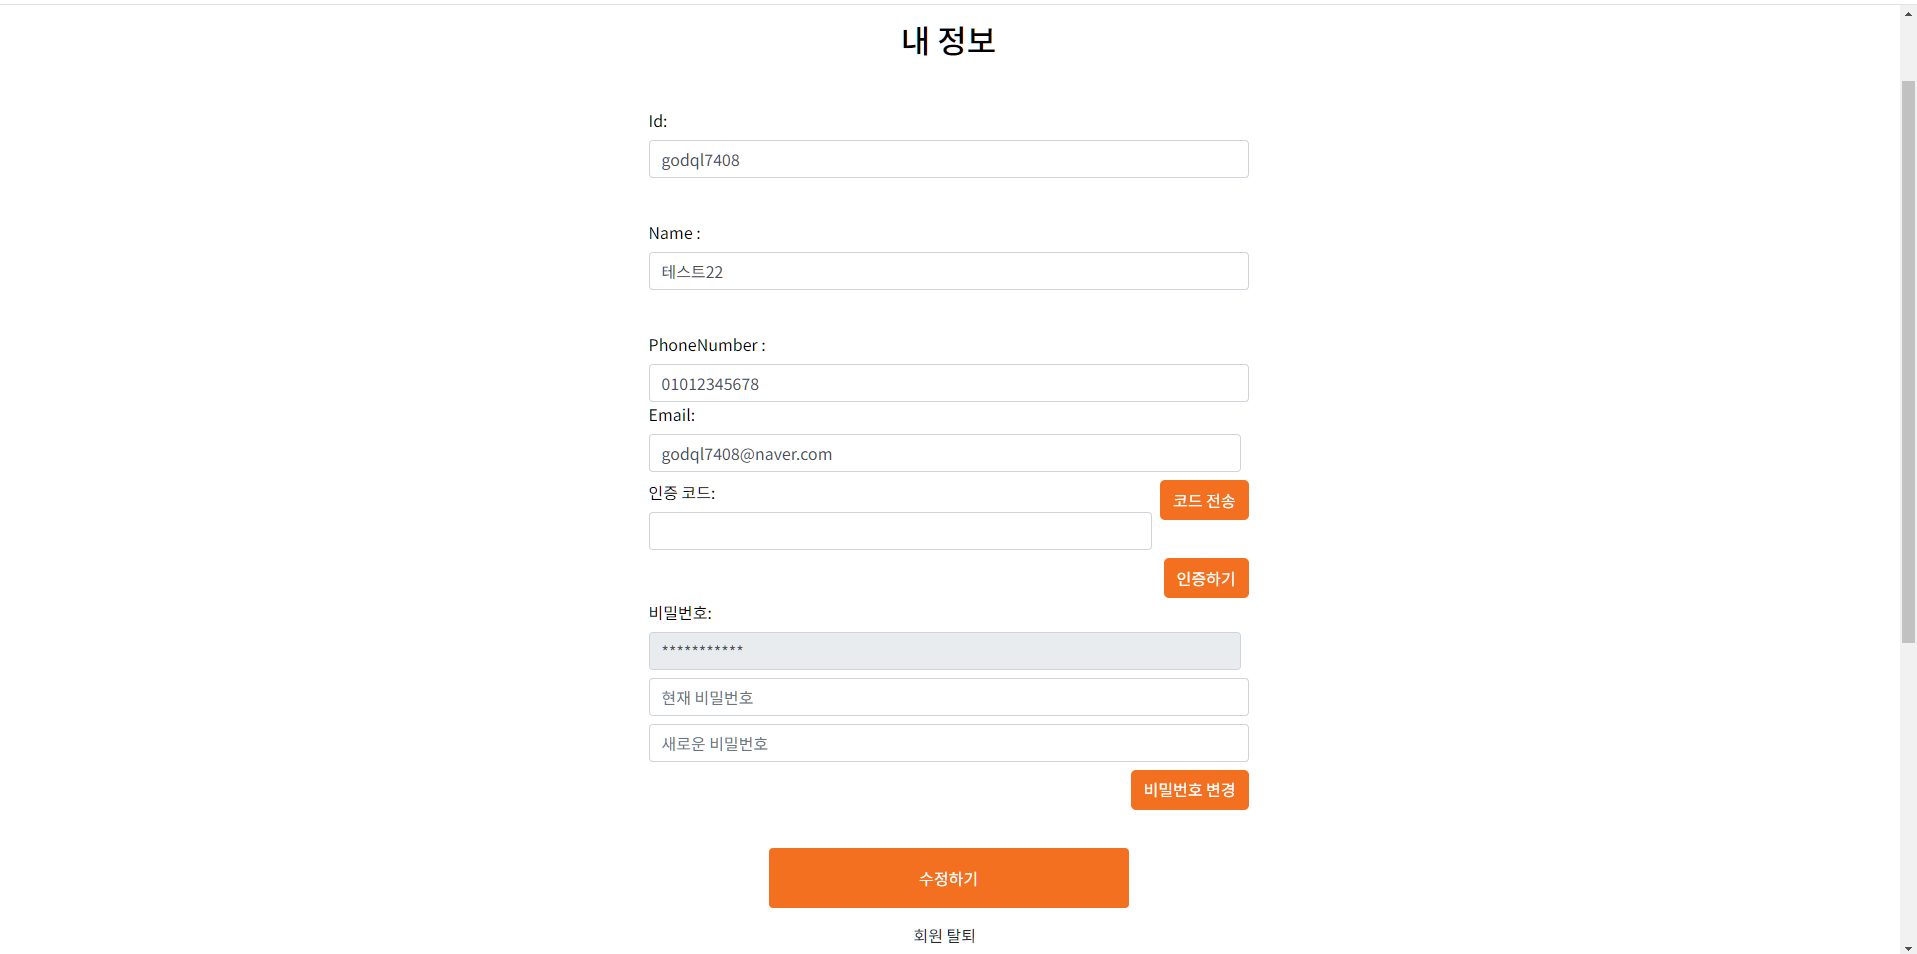 내 정보
Id:
godql7408
Name :
테스트22
PhoneNumber :
01012345678
Email:
godql7408@naver.com
인증 코드:
코드 전송
인증하기
비밀번호:
***********
현재 비밀번호
새로운 비밀번호
비밀번호 변경
수정하기
회원 탈퇴